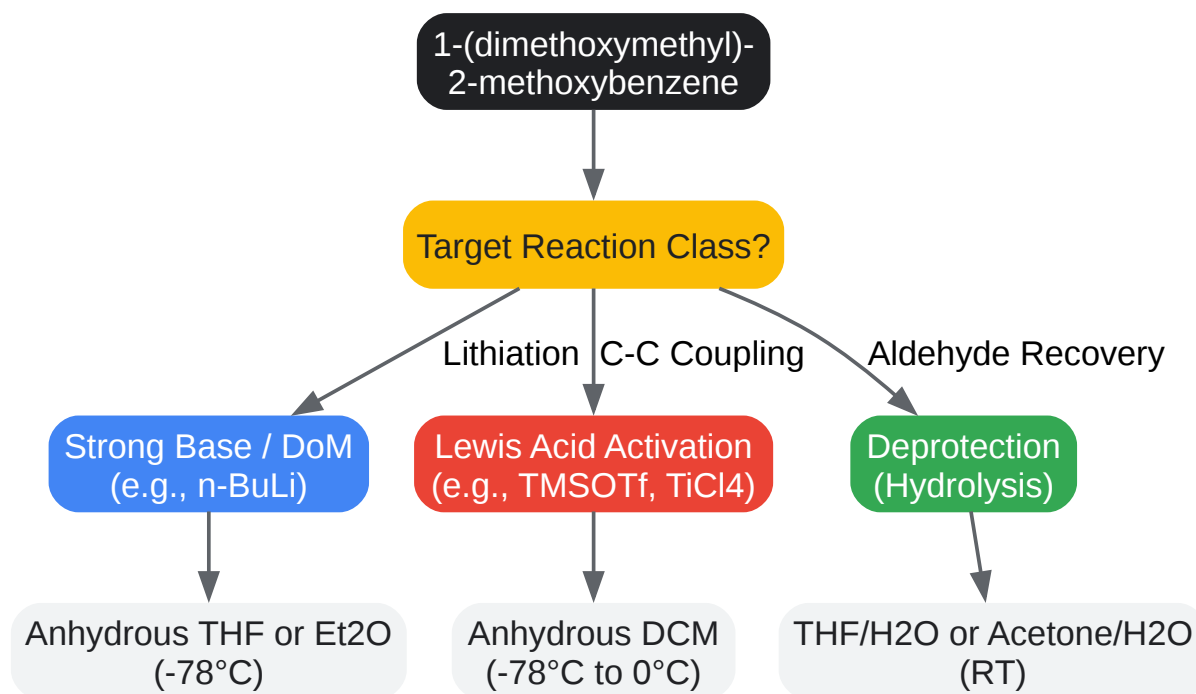 1-(dimethoxymethyl)-
2-methoxybenzene
Target Reaction Class?
Lithiation
C-C Coupling
Aldehyde Recovery
Strong Base / DoM
(e.g., n-BuLi)
Lewis Acid Activation
(e.g., TMSOTf, TiCl4)
Deprotection
(Hydrolysis)
Anhydrous THF or Et2O
(-78°C)
Anhydrous DCM
(-78°C to 0°C)
THF/H2O or Acetone/H2O
(RT)